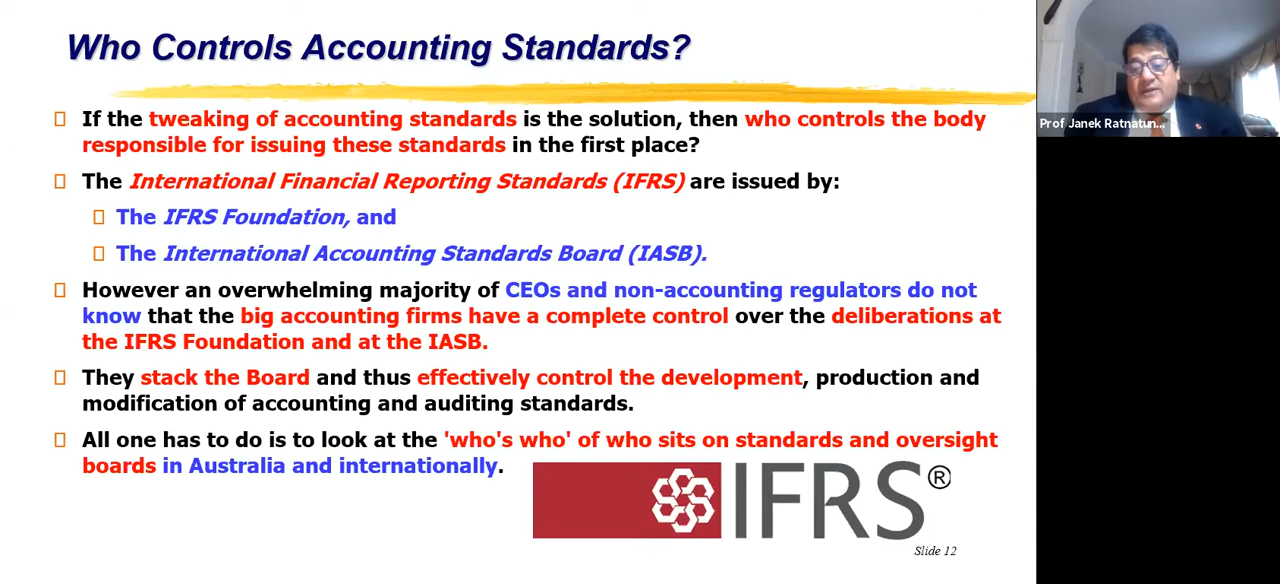 Who Controls Accounting Standards?
If the tweaking of accounting standards is the solution, then who controls the body
responsible for issuing these standards in the first place?
The International Financial Reporting Standards (IFRS) are issued by:
The IFRS Foundation, and
The International Accounting Standards Board (IASB).
However an overwhelming majority of CEOs and non-accounting regulators do not
know that the big accounting firms have a complete control over the deliberations at
the IFRS Foundation and at the IASB.
They stack the Board and thus effectively control the development, production and
modification of accounting and auditing standards.
All one has to do is to look at the 'who's who' of who sits on standards and oversight
boards in Australia and internationally.
IFRS®
Slide 12
Prof Janek Ratnatun...